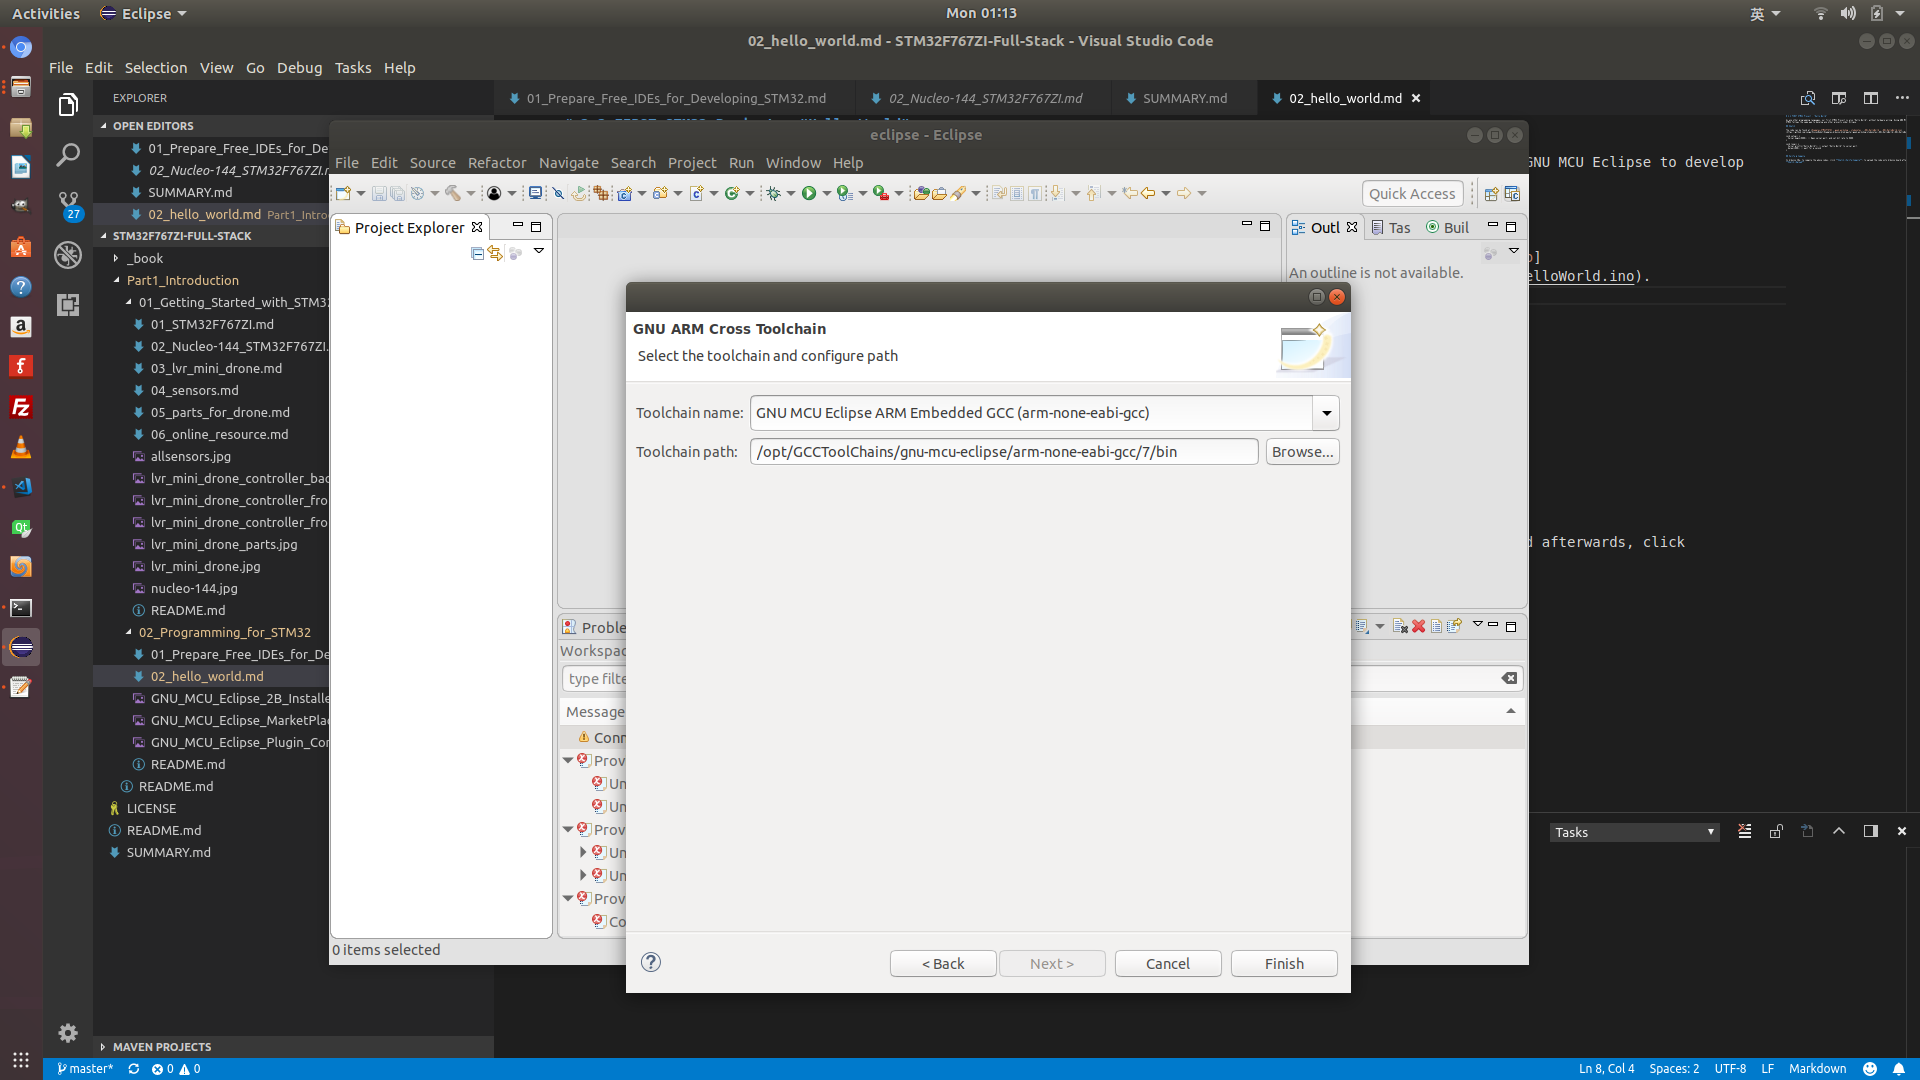 Activities
Eclipse
Mon 01:13
英
02_hello_world.md - STM32F767ZI-Full-Stack - Visual Studio Code
File Edit Selection View Go Debug Tasks Help
EXPLORER
01_Prepare_Free_IDEs_for_Developing_STM32.md
02_Nucleo-144_STM32F767ZI.md
SUMMARY.md
02_hello_world.md
OPEN EDITORS
01_Prepare_Free_IDEs_for_De
02_Nucleo-144_STM32F767ZI.r
SUMMARY.md
02_hello_world.md Part1_Intro
27
STM32F767ZI-FULL-STACK
_book
Part1_Introduction
01_Getting_Started_with_STM32
01_STM32F767ZI.md
02_Nucleo-144_STM32F767ZI.
03_lvr_mini_drone.md
04_sensors.md
05_parts_for_drone.md
06_online_resource.md
allsensors.jpg
lvr_mini_drone_controller_bac
lvr_mini_drone_controller_fro
lvr_mini_drone_controller_fro
lvr_mini_drone_parts.jpg
lvr_mini_drone.jpg
nucleo-144.jpg
README.md
02_Programming_for_STM32
01_Prepare_Free_IDEs_for_De
02_hello_world.md
GNU_MCU_Eclipse_2B_Installe
GNU_MCU_Eclipse_MarketPlac
GNU_MCU_Eclipse_Plugin_Cor
README.md
README.md
LICENSE
README.md
SUMMARY.md
MAVEN PROJECTS
GNU MCU Eclipse to develop
o]
elloWorld.ino).
d afterwards, click
Tasks
eclipse - Eclipse
File Edit Source Refactor Navigate Search Project Run Window Help
Quick Access
Project Explorer
Outl
Tas
Buil
An outline is not available.
Proble
Workspac
type filte
Message
Conn
Prov
Un
Un
Prov
Un
Un
Prov
Co
0 items selected
GNU ARM Cross Toolchain
Select the toolchain and configure path
Toolchain name: GNU MCU Eclipse ARM Embedded GCC (arm-none-eabi-gcc)
Toolchain path: /opt/GCCToolChains/gnu-mcu-eclipse/arm-none-eabi-gcc/7/bin Browse...
< Back Next > Cancel Finish
master* 0 0
Ln 8, Col 4 Spaces: 2 UTF-8 LF Markdown